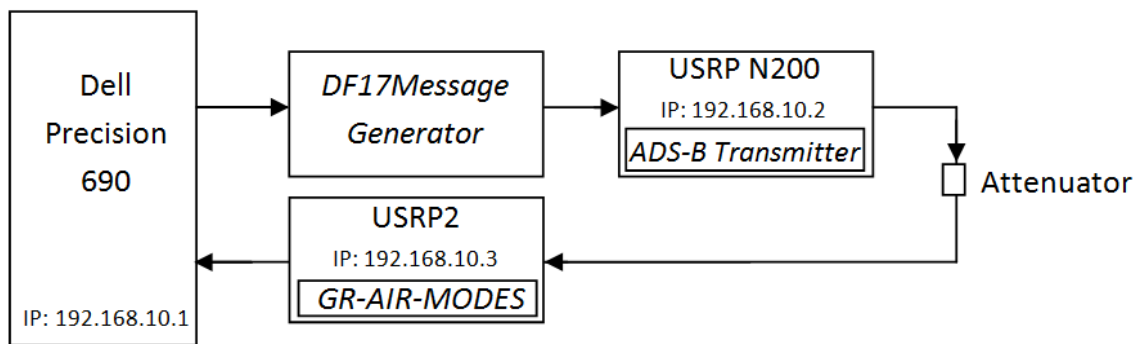 Dell
Precision
690
IP: 192.168.10.1
DF17Message
Generator
USRP N200
IP: 192.168.10.2
ADS-B Transmitter
Attenuator
USRP2
IP: 192.168.10.3
GR-AIR-MODES